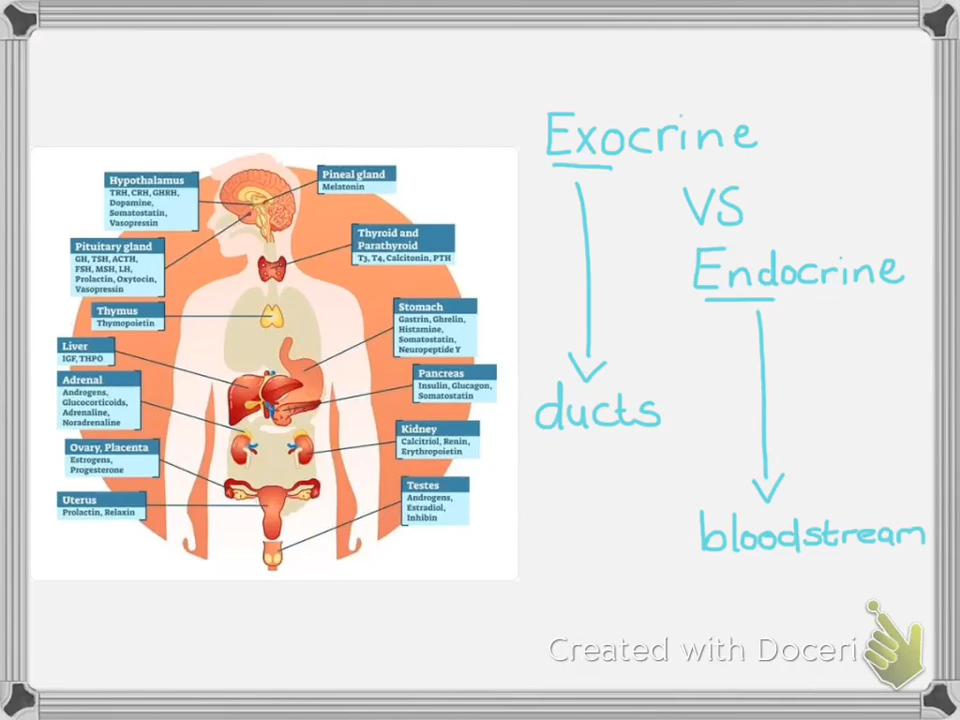 Hypothalamus
TRH, CRH, GHRH,
Dopamine,
Somatostatin,
Vasopressin
Pituitary gland
GH, TSH, ACTH,
FSH, MSH, LH,
Prolactin, Oxytocin,
Vasopressin
Thymus
Thymopoietin
Liver
IGF, THPO
Adrenal
Androgens,
Glucocorticoids,
Adrenaline,
Noradrenaline
Ovary, Placenta
Estrogens,
Progesterone
Uterus
Prolactin, Relaxin
Pineal gland
Melatonin
Thyroid and
Parathyroid
T3, T4, Calcitonin, PTH
Stomach
Gastrin, Ghrelin,
Histamine,
Somatostatin,
Neuropeptide Y
Pancreas
Insulin, Glucagon,
Somatostatin
Kidney
Calcitriol, Renin,
Erythropoietin
Testes
Androgens,
Estradiol,
Inhibin
Exocrine
VS
Endocrine
ducts
bloodstream
Created with Doceri